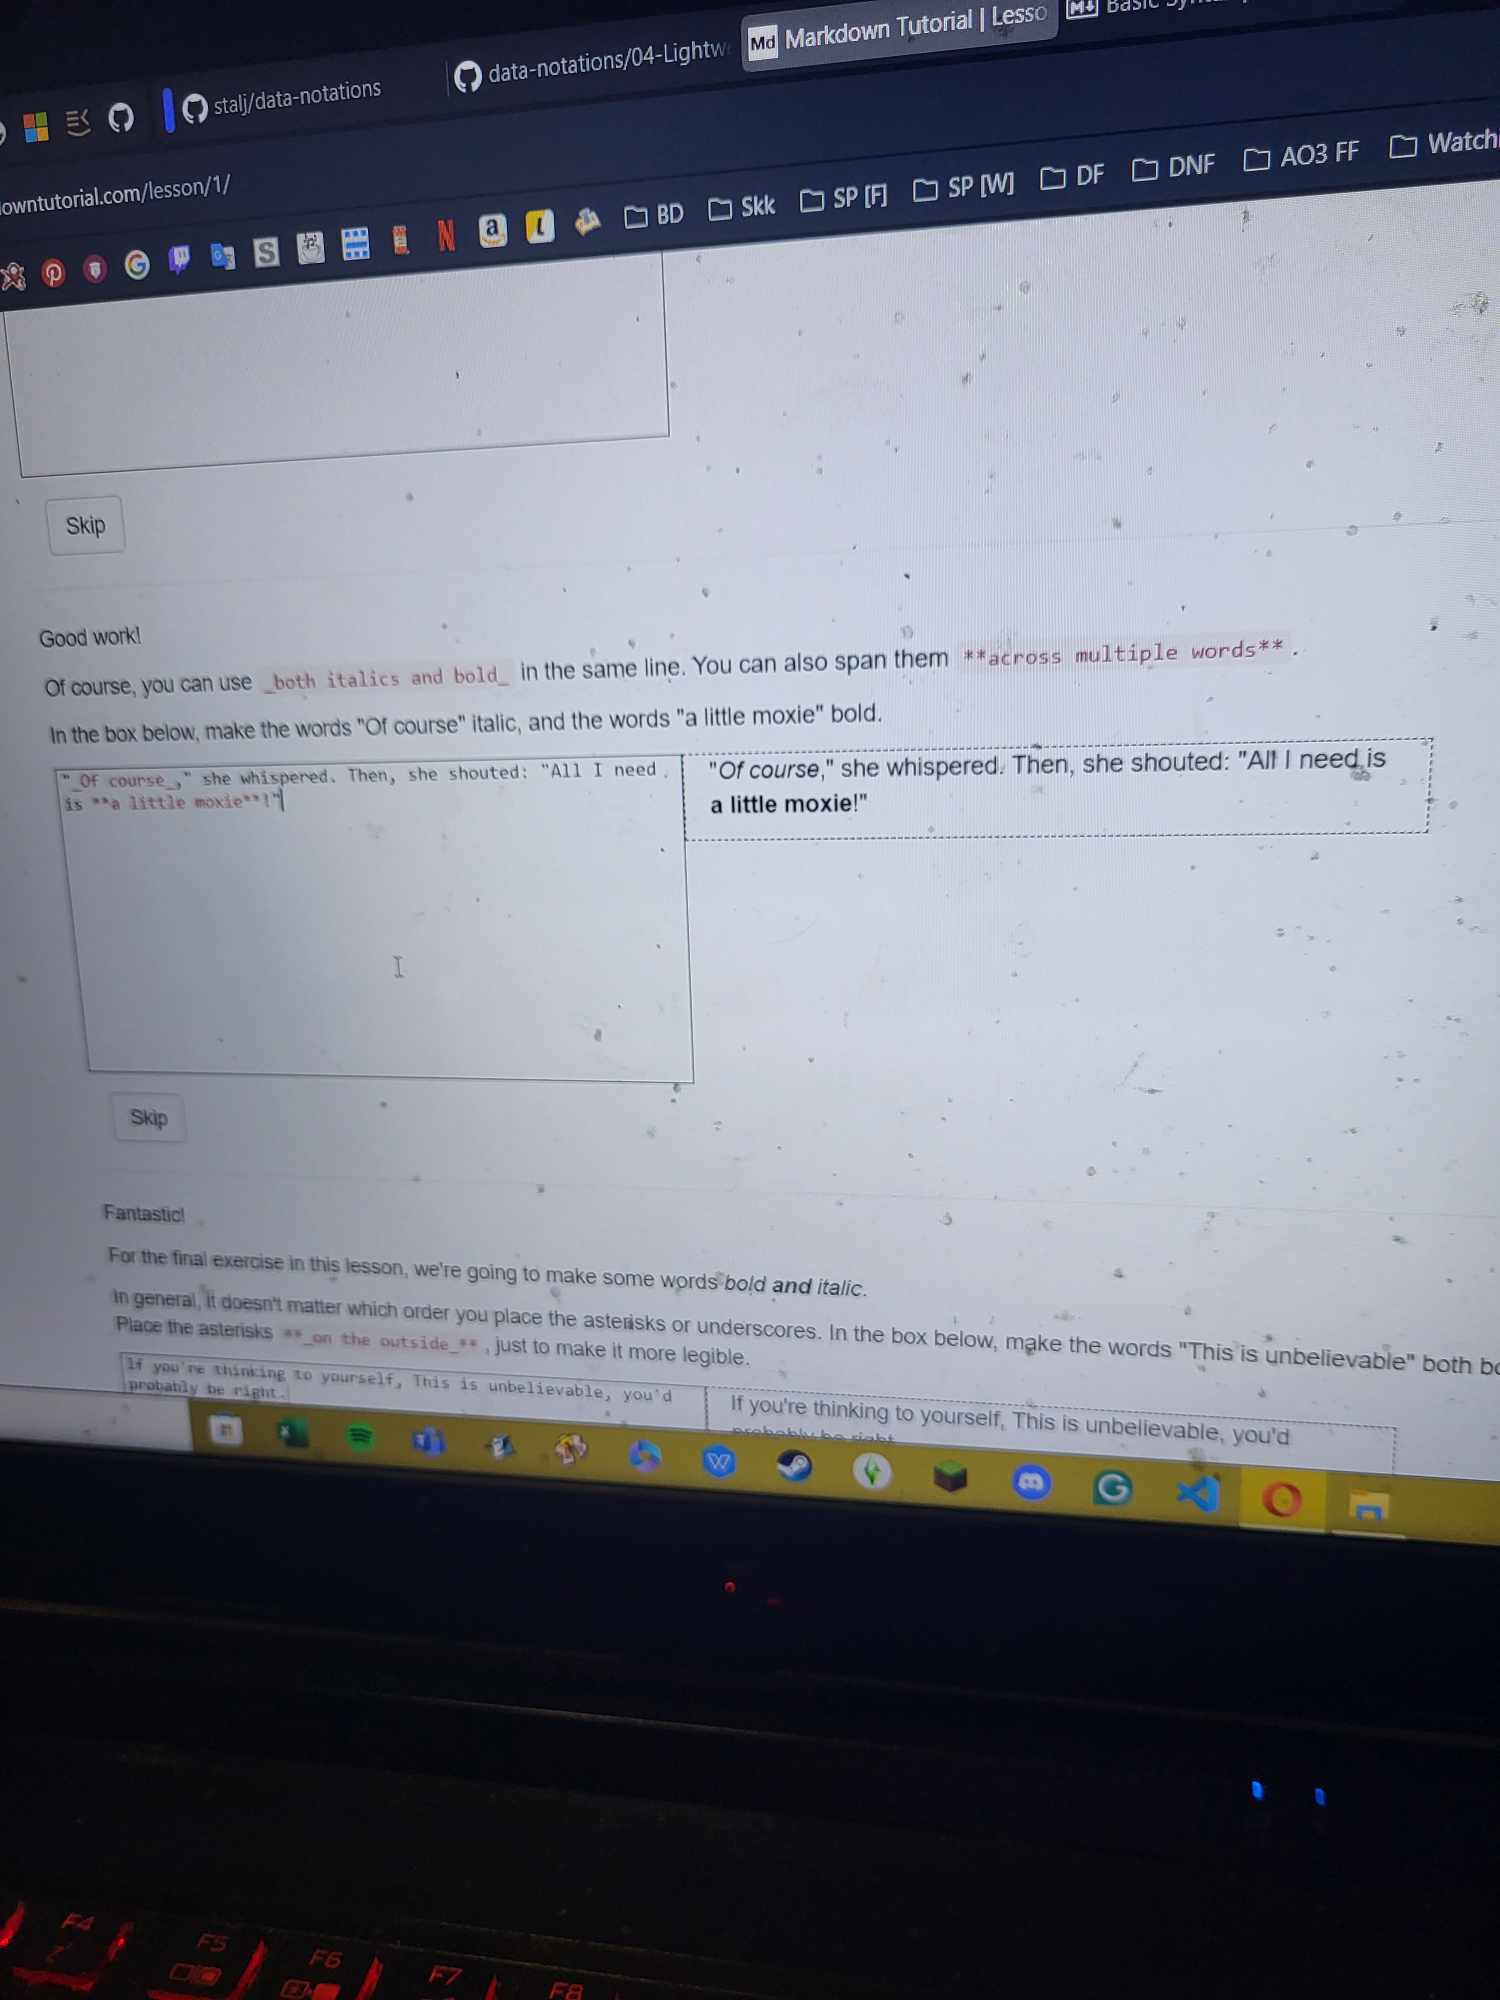 Md Markdown Tutorial | Lesso
data-notations/04-Lightw
stalj/data-notations
owntutorial.com/lesson/1/
BD Skk SP [F] SP [W] DF DNF AO3 FF Watch
Skip
Good work!
Of course, you can use _both italics and bold_ in the same line. You can also span them **across multiple words**.
In the box below, make the words "Of course" italic, and the words "a little moxie" bold.
"_Of course_," she whispered. Then, she shouted: "All I need
is **a little moxie**!"
"Of course," she whispered. Then, she shouted: "All I need is
a little moxie!"
Skip
Fantastic!
For the final exercise in this lesson, we're going to make some words bold and italic.
In general, it doesn't matter which order you place the asterisks or underscores. In the box below, make the words "This is unbelievable" both bo
Place the asterisks **_on the outside_**, just to make it more legible.
If you're thinking to yourself, This is unbelievable, you'd
probably be right.
If you're thinking to yourself, This is unbelievable, you'd
probably be right.
F4
F5
F6
F7
F8